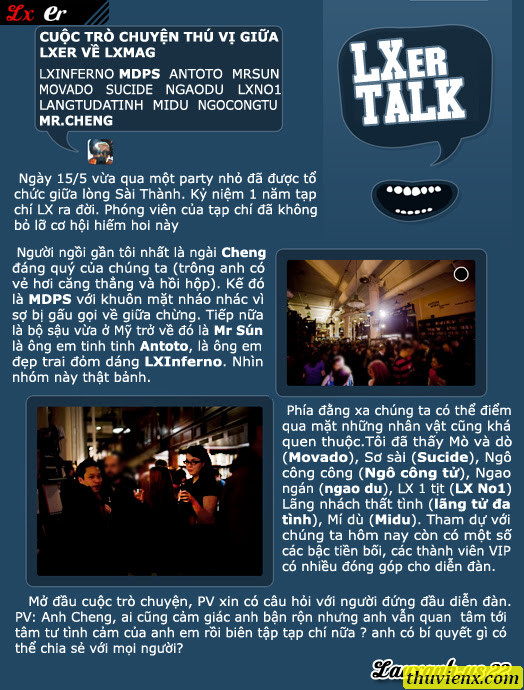 Lx er
CUỘC TRÒ CHUYỆN THÚ VỊ GIỮA
LXER VỀ LXMAG
LXINFERNO MDPS ANTOTO MRSUN
MOVADO SUCIDE NGAODU LXNO1
LANGTUDATINH MIDU NGOCONGTU
MR.CHENG
LXER
TALK
Ngày 15/5 vừa qua một party nhỏ đã được tổ
chức giữa lòng Sài Thành. Kỷ niệm 1 năm tạp
chí LX ra đời. Phóng viên của tạp chí đã không
bỏ lỡ cơ hội hiếm hoi này
Người ngồi gần tôi nhất là ngài Cheng
đáng quý của chúng ta (trông anh có
vẻ hơi căng thẳng và hồi hộp). Kế đó
là MDPS với khuôn mặt nháo nhác vì
sợ bị gấu gọi về giữa chừng. Tiếp nữa
là bộ sậu vừa ở Mỹ trở về đó là Mr Sún
là ông em tinh tinh Antoto, là ông em
đẹp trai đỏm dáng LXInferno. Nhìn
nhóm này thật bảnh.
Phía đằng xa chúng ta có thể điểm
qua mặt những nhân vật cũng khá
quen thuộc.Tôi đã thấy Mò và dò
(Movado), Sơ sài (Sucide), Ngô
công công (Ngô công tử), Ngao
ngán (ngao du), LX 1 tịt (LX No1)
Lãng nhách thất tình (lãng tử đa
tình), Mí dù (Midu). Tham dự với
chúng ta hôm nay còn có một số
các bậc tiền bối, các thành viên VIP
có nhiều đóng góp cho diễn đàn.
Mở đầu cuộc trò chuyện, PV xin có câu hỏi với người đứng đầu diễn đàn.
PV: Anh Cheng, ai cũng cảm giác anh bận rộn nhưng anh vẫn quan tâm tới
tâm tư tình cảm của anh em rồi biên tập tạp chí nữa ? anh có bí quyết gì có
thể chia sẻ với mọi người?
thuvienx.com